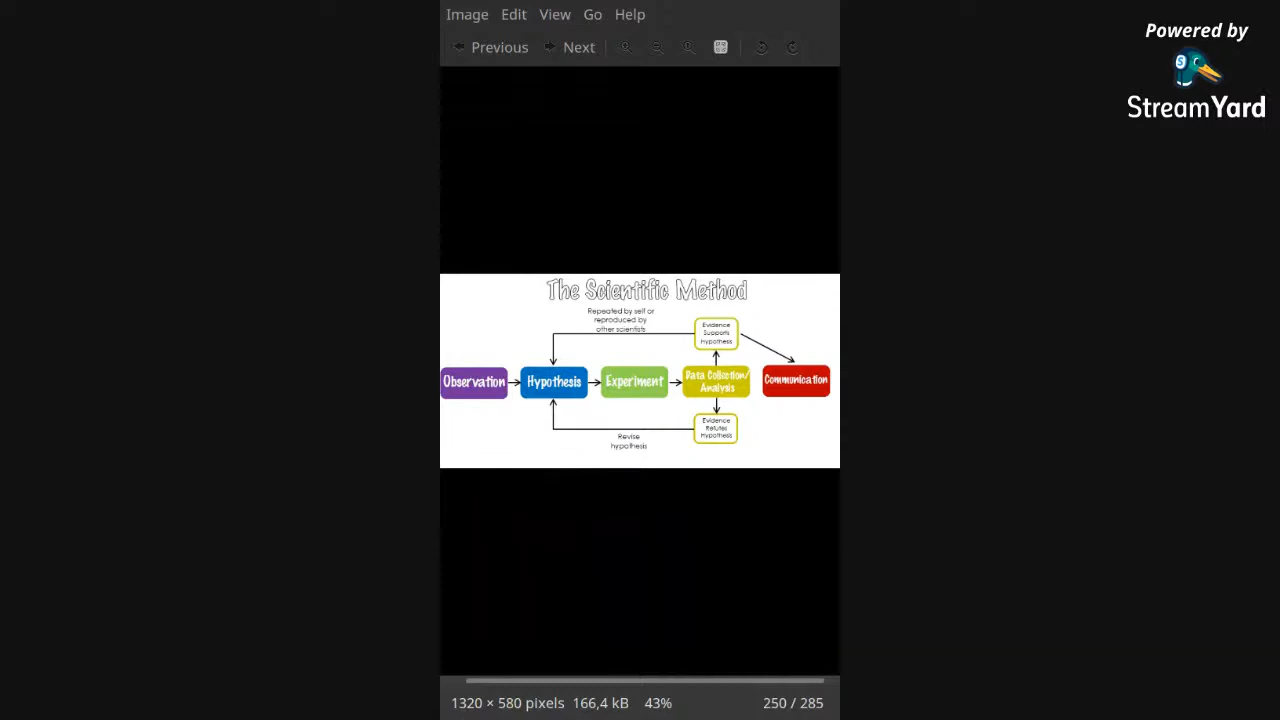 Image Edit View Go Help
Previous Next
Powered by
StreamYard
The Scientific Method
Repeated by self or
reproduced by
other scientists
Evidence
Supports
Hypothesis
Observation
Hypothesis
Experiment
Data Collection/
Analysis
Communication
Evidence
Refutes
Hypothesis
Revise
hypothesis
1320 × 580 pixels 166,4 kB 43% 250 / 285